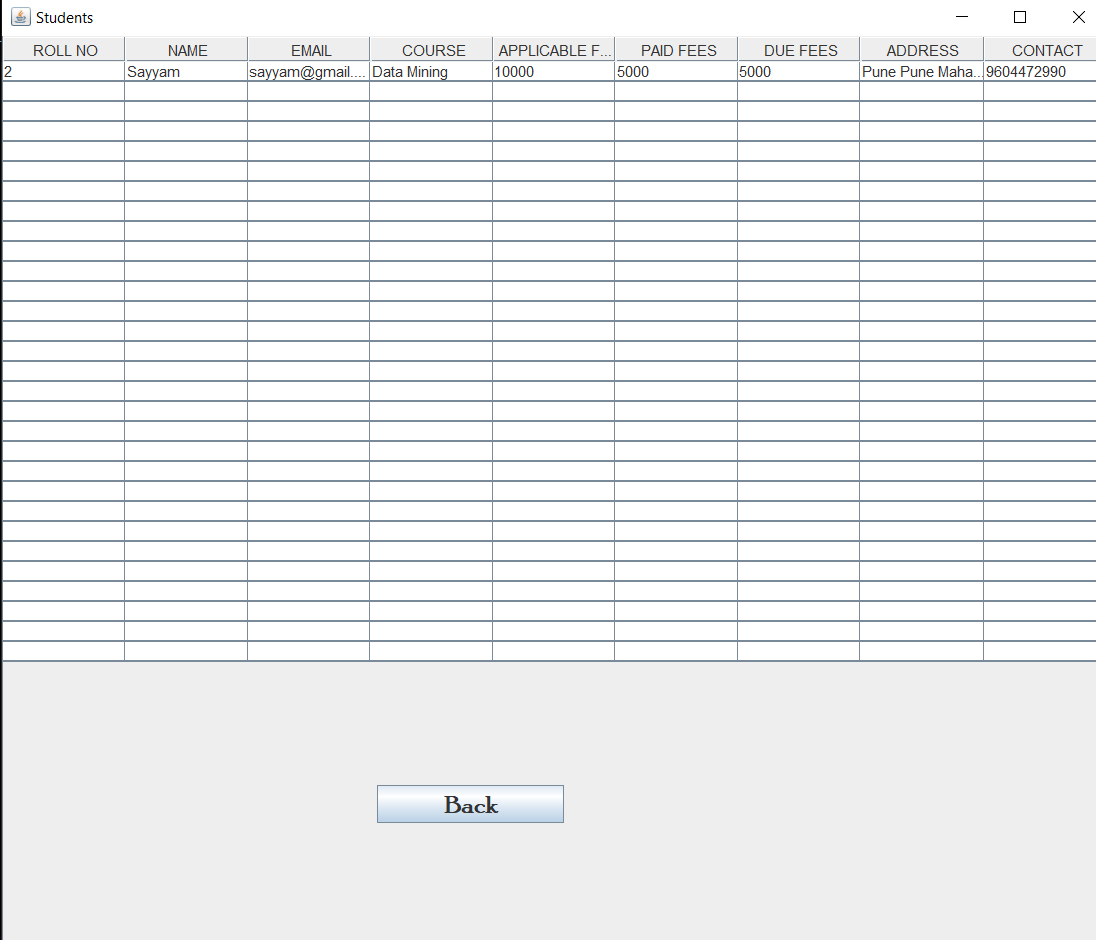 Students
ROLL NO NAME EMAIL COURSE APPLICABLE F... PAID FEES DUE FEES ADDRESS CONTACT
2 Sayyam sayyam@gmail.... Data Mining 10000 5000 5000 Pune Pune Maha... 9604472990
Back